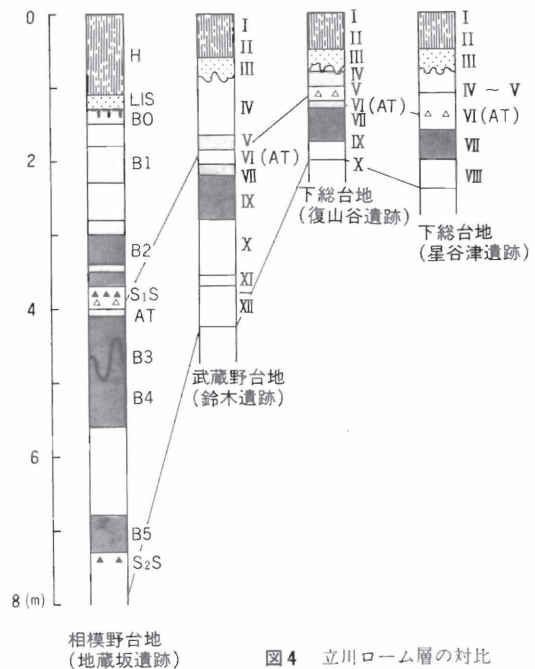 0
2
4
6
8 (m)
H
LIS
B0
B1
B2
S₁S
AT
B3
B4
B5
S₂S
相模野台地
(地蔵坂遺跡)
I
II
III
IV
V
VI (AT)
VII
IX
X
XI
XII
武蔵野台地
(鈴木遺跡)
I
II
III
IV
V
VI (AT)
VII
IX
X
下総台地
(復山谷遺跡)
I
II
III
IV ～ V
VI (AT)
VII
VIII
下総台地
(星谷津遺跡)
図4 立川ローム層の対比